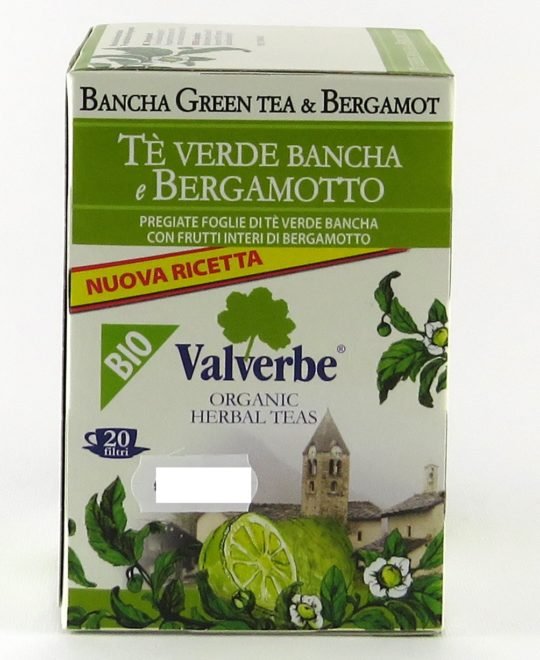 BANCHA GREEN TEA & BERGAMOT
TÈ VERDE BANCHA
e BERGAMOTTO
PREGIATE FOGLIE DI TÈ VERDE BANCHA
CON FRUTTI INTERI DI BERGAMOTTO
NUOVA RICETTA
BIO
Valverbe®
ORGANIC
HERBAL TEAS
20
filtri